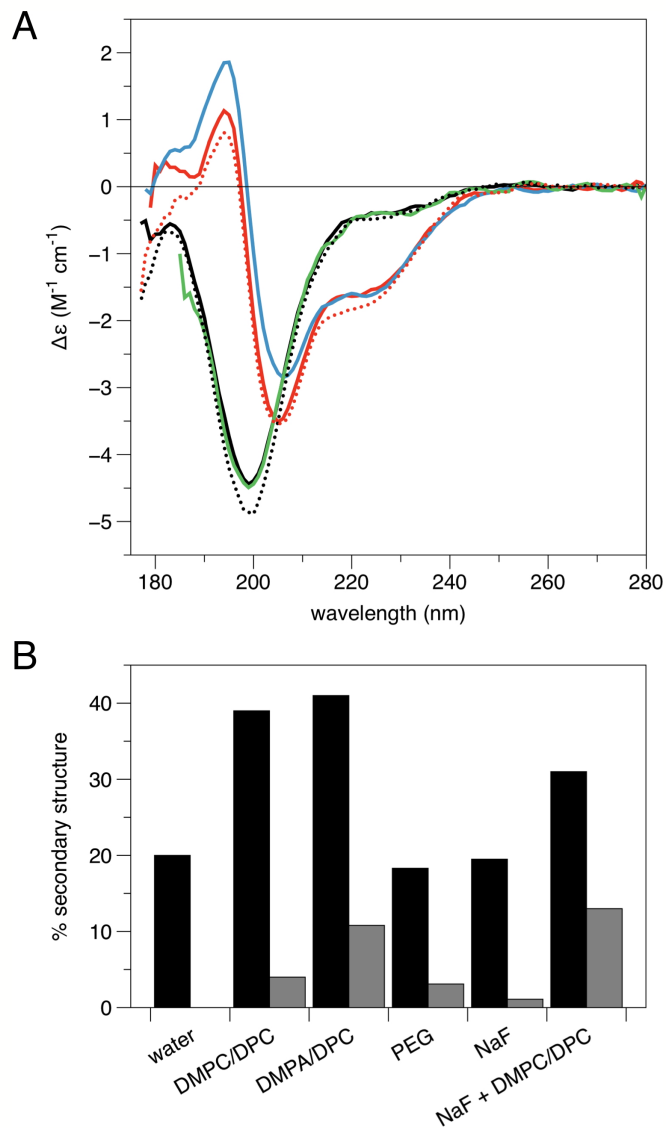 A
2
1
0
−1
−2
−3
−4
−5
Δε (M⁻¹ cm⁻¹)
180 200 220 240 260 280
wavelength (nm)
B
40
30
20
10
0
% secondary structure
water
DMPC/DPC
DMPA/DPC
PEG
NaF
NaF + DMPC/DPC